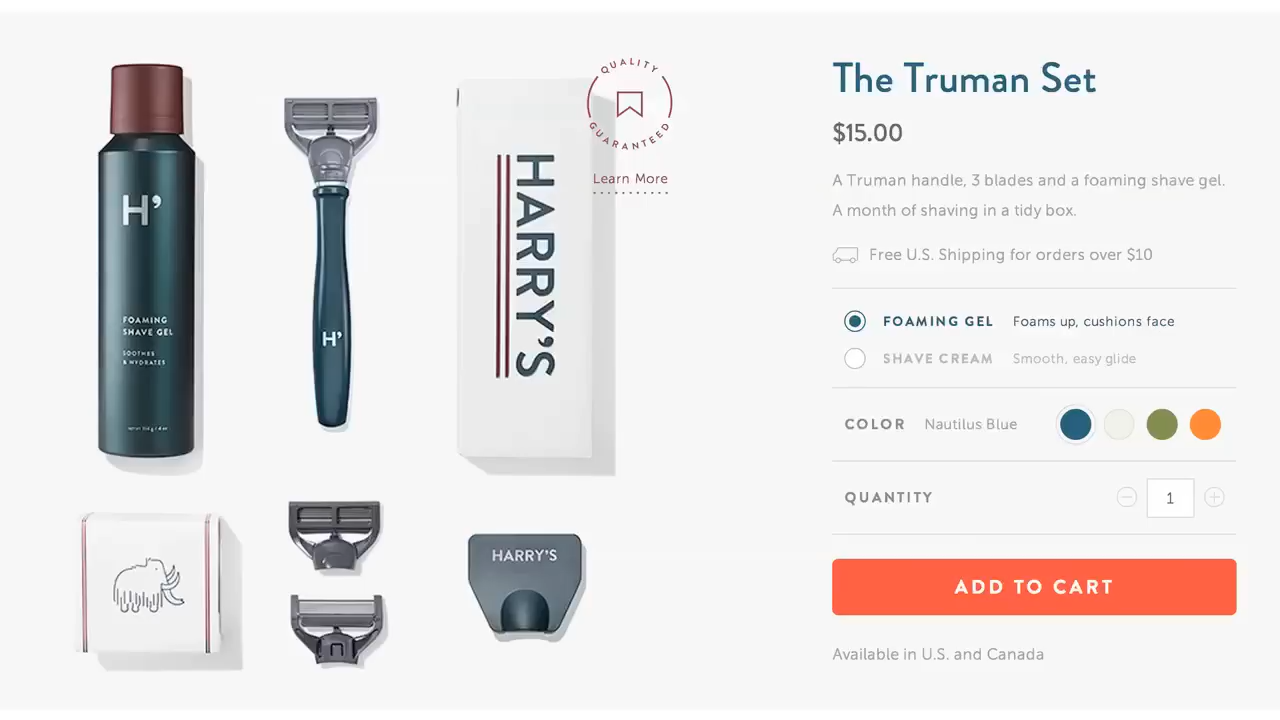 H'
FOAMING
SHAVE GEL
SOOTHES
& HYDRATES
H'
HARRY'S
QUALITY
GUARANTEED
Learn More
HARRY'S
The Truman Set
$15.00
A Truman handle, 3 blades and a foaming shave gel.
A month of shaving in a tidy box.
Free U.S. Shipping for orders over $10
FOAMING GEL Foams up, cushions face
SHAVE CREAM Smooth, easy glide
COLOR Nautilus Blue
QUANTITY 1
ADD TO CART
Available in U.S. and Canada